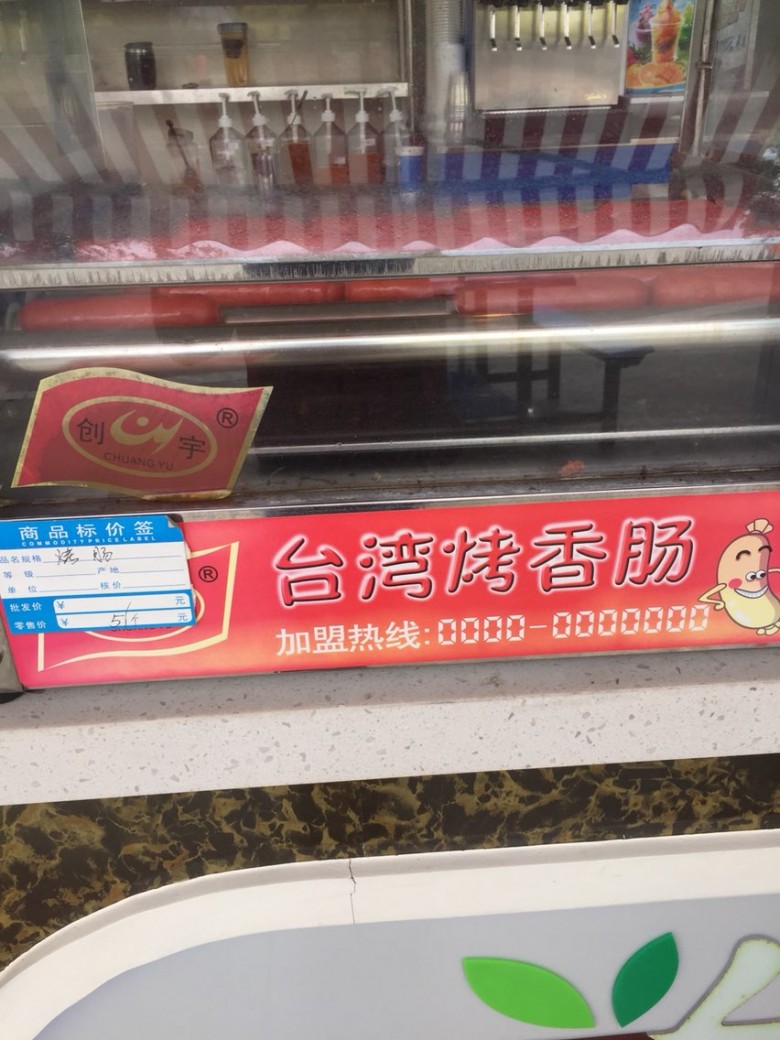 创 宇 ®
CHUANG YU
商品标价签
COMMODITY PRICE LABEL
品名规格 烤肠
等 级 产地
单 位 核价
批发价 ¥ 元
零售价 ¥ 5/个 元
®
CHUANG YU
台湾烤香肠
加盟热线:0000-0000000